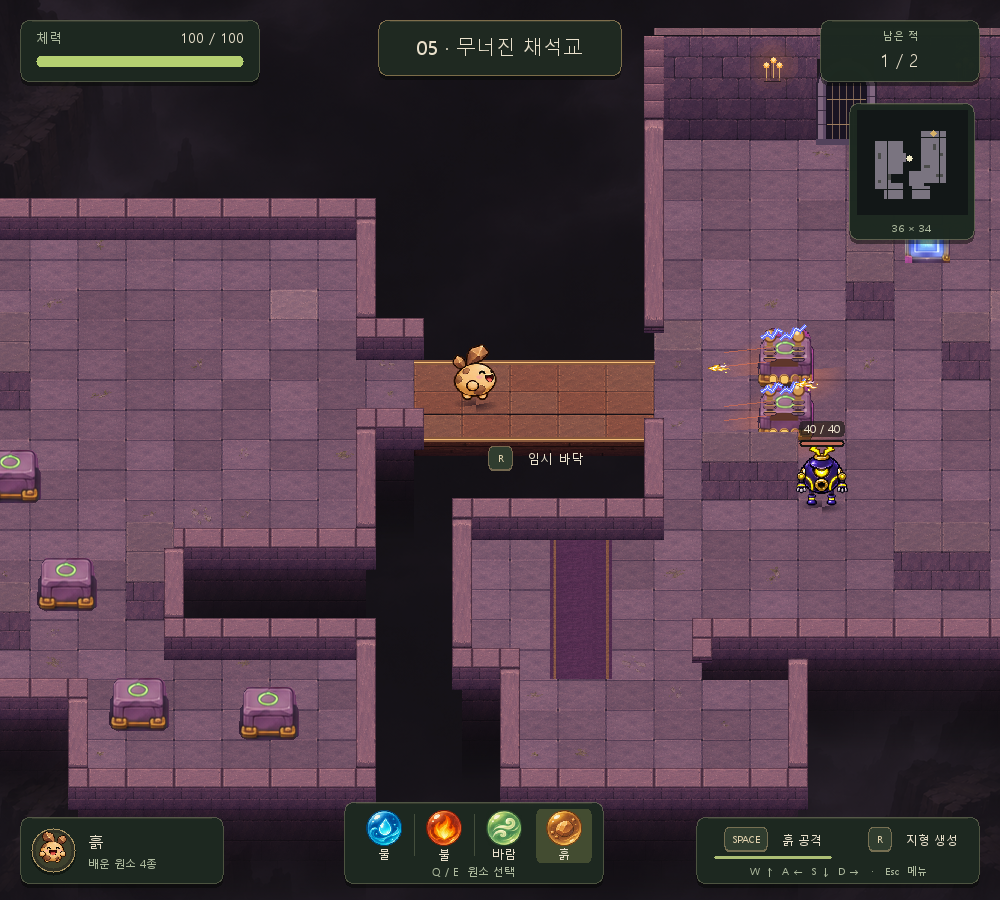 체력 100 / 100
05 · 무너진 채석교
남은 적
1 / 2
36 × 34
40 / 40
R 임시 바닥
흙
배운 원소 4종
물 불 바람 흙
Q / E 원소 선택
SPACE 흙 공격 R 지형 생성
W ↑ A ← S ↓ D → · Esc 메뉴